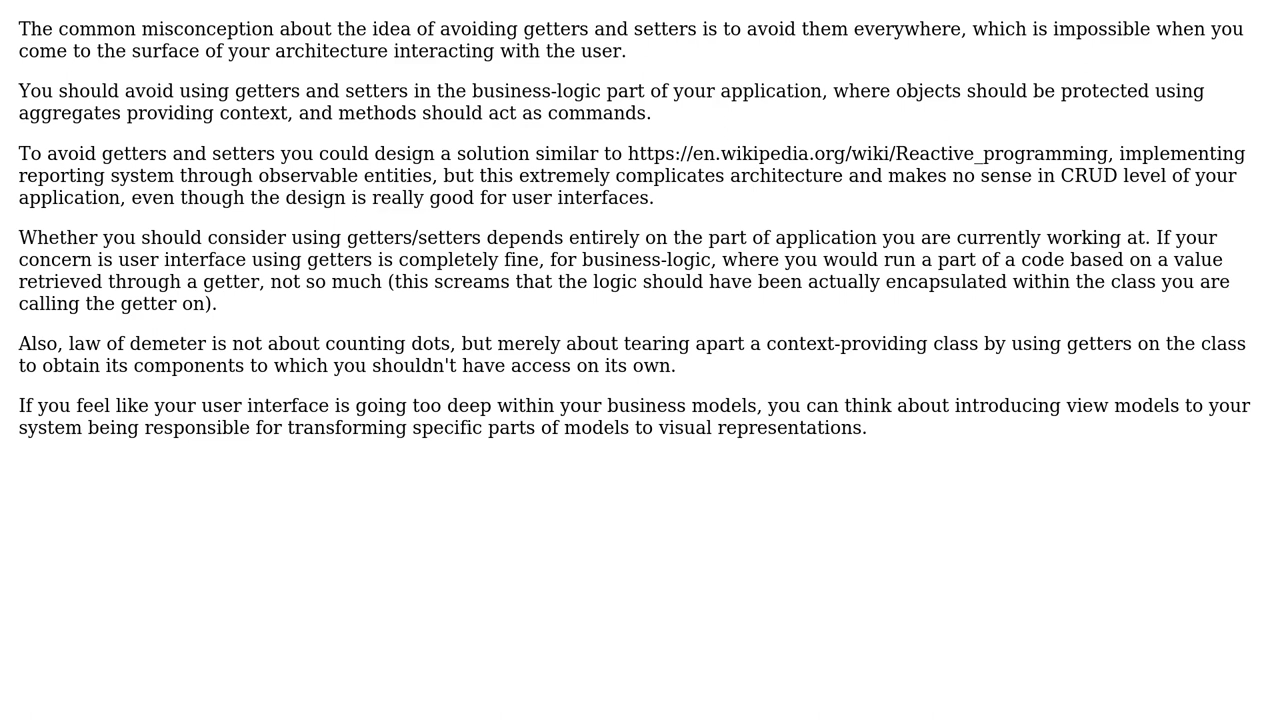 The common misconception about the idea of avoiding getters and setters is to avoid them everywhere, which is impossible when you
come to the surface of your architecture interacting with the user.
You should avoid using getters and setters in the business-logic part of your application, where objects should be protected using
aggregates providing context, and methods should act as commands.
To avoid getters and setters you could design a solution similar to https://en.wikipedia.org/wiki/Reactive_programming, implementing
reporting system through observable entities, but this extremely complicates architecture and makes no sense in CRUD level of your
application, even though the design is really good for user interfaces.
Whether you should consider using getters/setters depends entirely on the part of application you are currently working at. If your
concern is user interface using getters is completely fine, for business-logic, where you would run a part of a code based on a value
retrieved through a getter, not so much (this screams that the logic should have been actually encapsulated within the class you are
calling the getter on).
Also, law of demeter is not about counting dots, but merely about tearing apart a context-providing class by using getters on the class
to obtain its components to which you shouldn't have access on its own.
If you feel like your user interface is going too deep within your business models, you can think about introducing view models to your
system being responsible for transforming specific parts of models to visual representations.